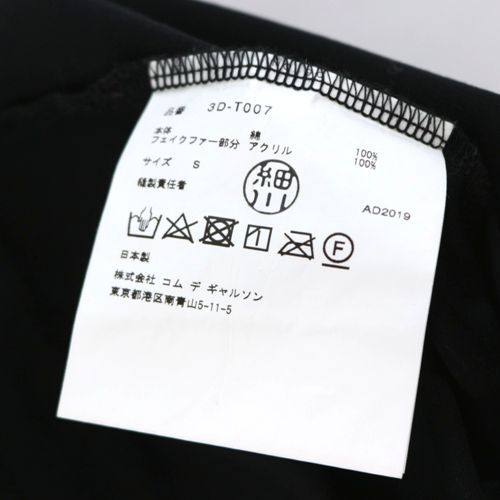 品番 3D-T007
本体 綿 100%
フェイクファー部分 アクリル 100%
サイズ S
縫製責任者 細川 AD2019
F
日本製
株式会社 コム デ ギャルソン
東京都港区南青山5-11-5